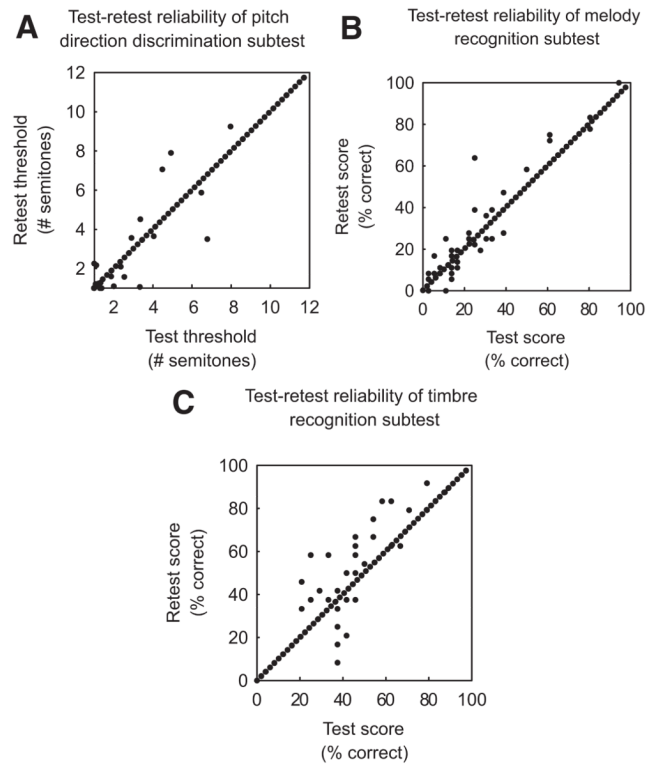 A
Test-retest reliability of pitch
direction discrimination subtest
Retest threshold
(# semitones)
12
10
8
6
4
2
2 4 6 8 10 12
Test threshold
(# semitones)
B
Test-retest reliability of melody
recognition subtest
Retest score
(% correct)
100
80
60
40
20
0
0 20 40 60 80 100
Test score
(% correct)
C
Test-retest reliability of timbre
recognition subtest
Retest score
(% correct)
100
80
60
40
20
0
0 20 40 60 80 100
Test score
(% correct)